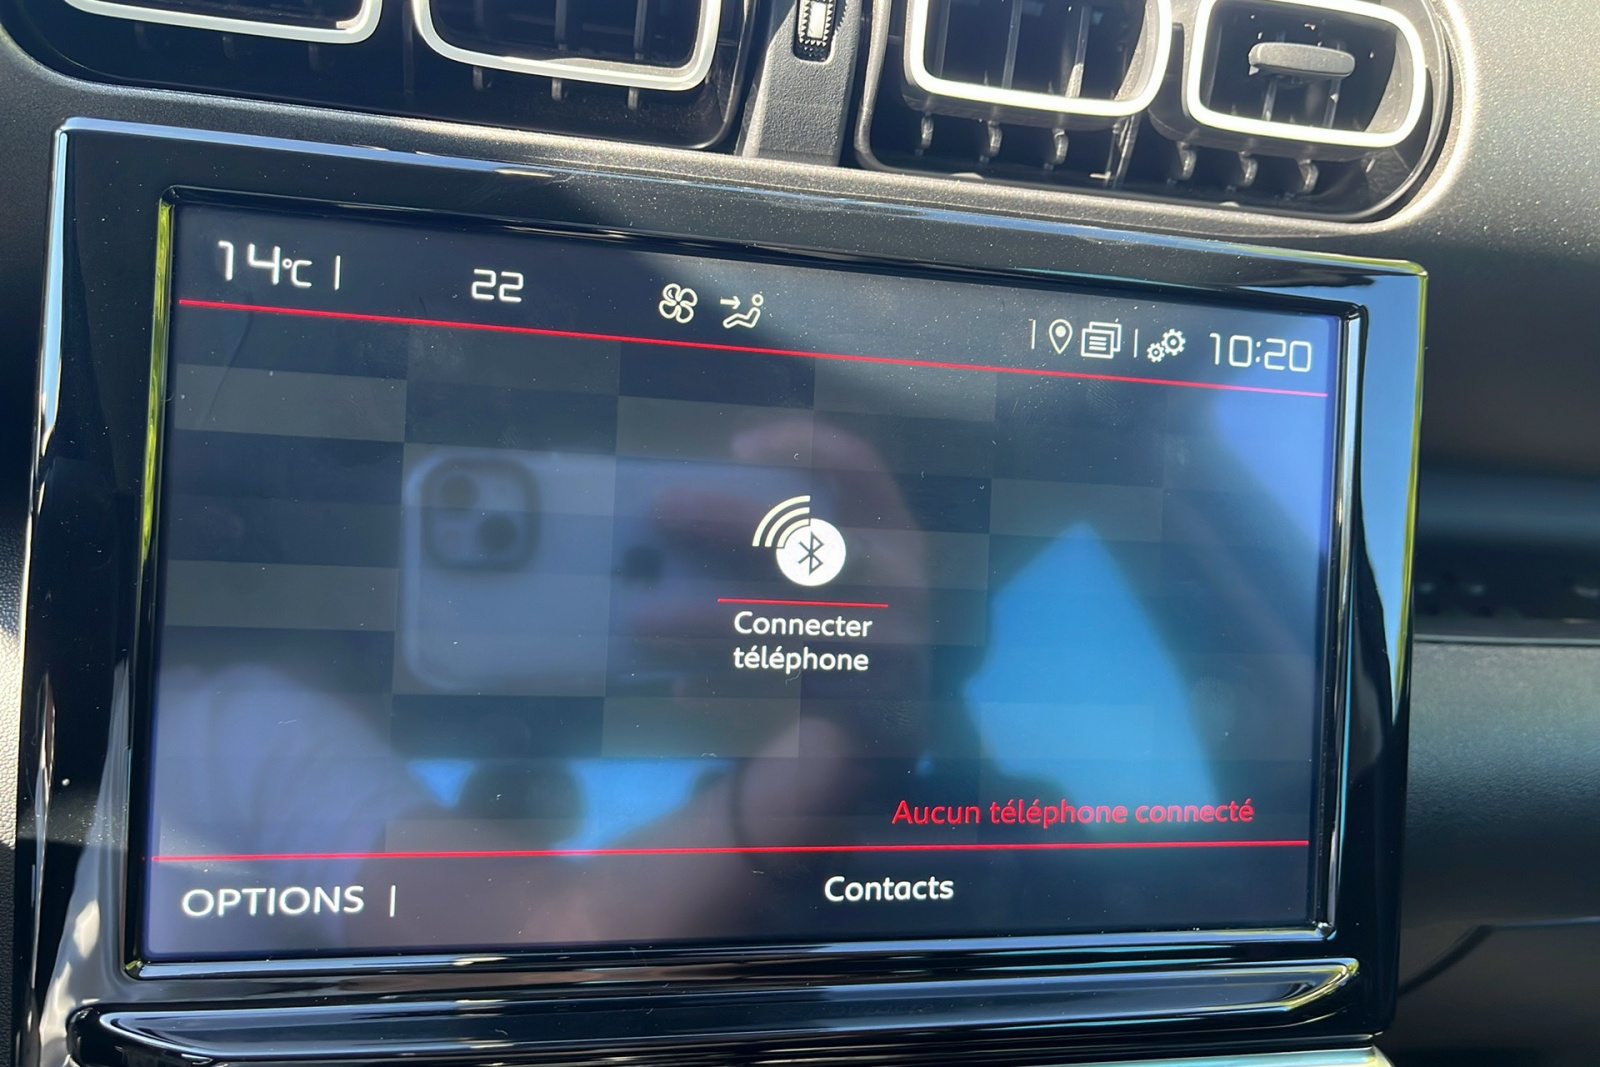 14°C | 22 | | 10:20
Connecter
téléphone
Aucun téléphone connecté
OPTIONS | Contacts